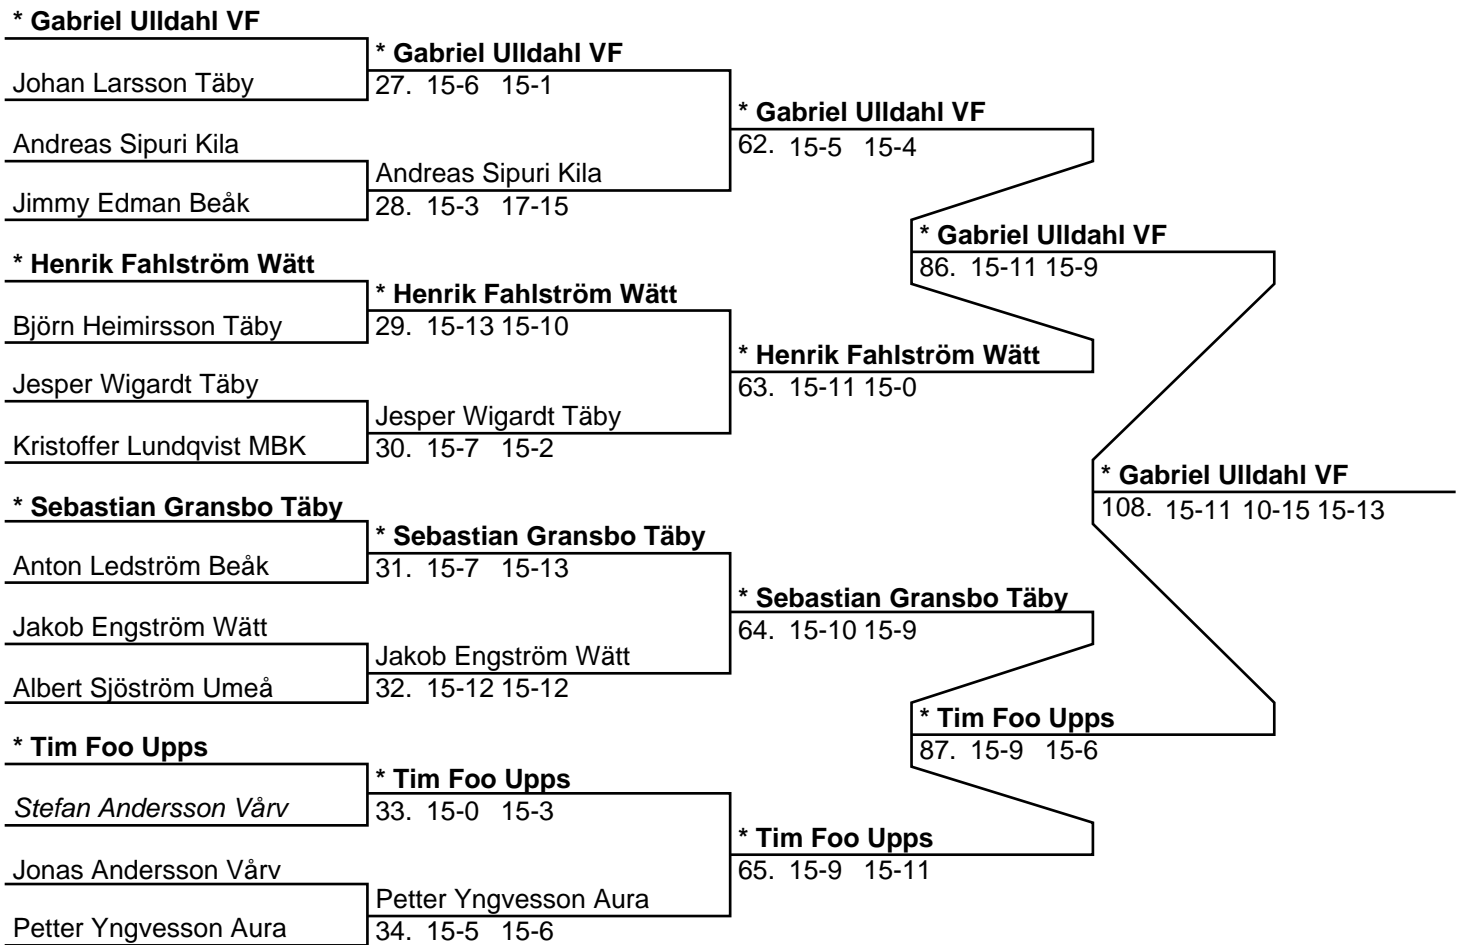 * Gabriel Ulldahl VF
* Gabriel Ulldahl VF
Johan Larsson Täby
27. 15-6 15-1
* Gabriel Ulldahl VF
Andreas Sipuri Kila
62. 15-5 15-4
Andreas Sipuri Kila
Jimmy Edman Beåk
28. 15-3 17-15
* Gabriel Ulldahl VF
* Henrik Fahlström Wätt
86. 15-11 15-9
* Henrik Fahlström Wätt
Björn Heimirsson Täby
29. 15-13 15-10
* Henrik Fahlström Wätt
Jesper Wigardt Täby
63. 15-11 15-0
Jesper Wigardt Täby
Kristoffer Lundqvist MBK
30. 15-7 15-2
* Gabriel Ulldahl VF
* Sebastian Gransbo Täby
108. 15-11 10-15 15-13
* Sebastian Gransbo Täby
Anton Ledström Beåk
31. 15-7 15-13
* Sebastian Gransbo Täby
Jakob Engström Wätt
64. 15-10 15-9
Jakob Engström Wätt
Albert Sjöström Umeå
32. 15-12 15-12
* Tim Foo Upps
* Tim Foo Upps
87. 15-9 15-6
* Tim Foo Upps
Stefan Andersson Vårv
33. 15-0 15-3
* Tim Foo Upps
Jonas Andersson Vårv
65. 15-9 15-11
Petter Yngvesson Aura
Petter Yngvesson Aura
34. 15-5 15-6